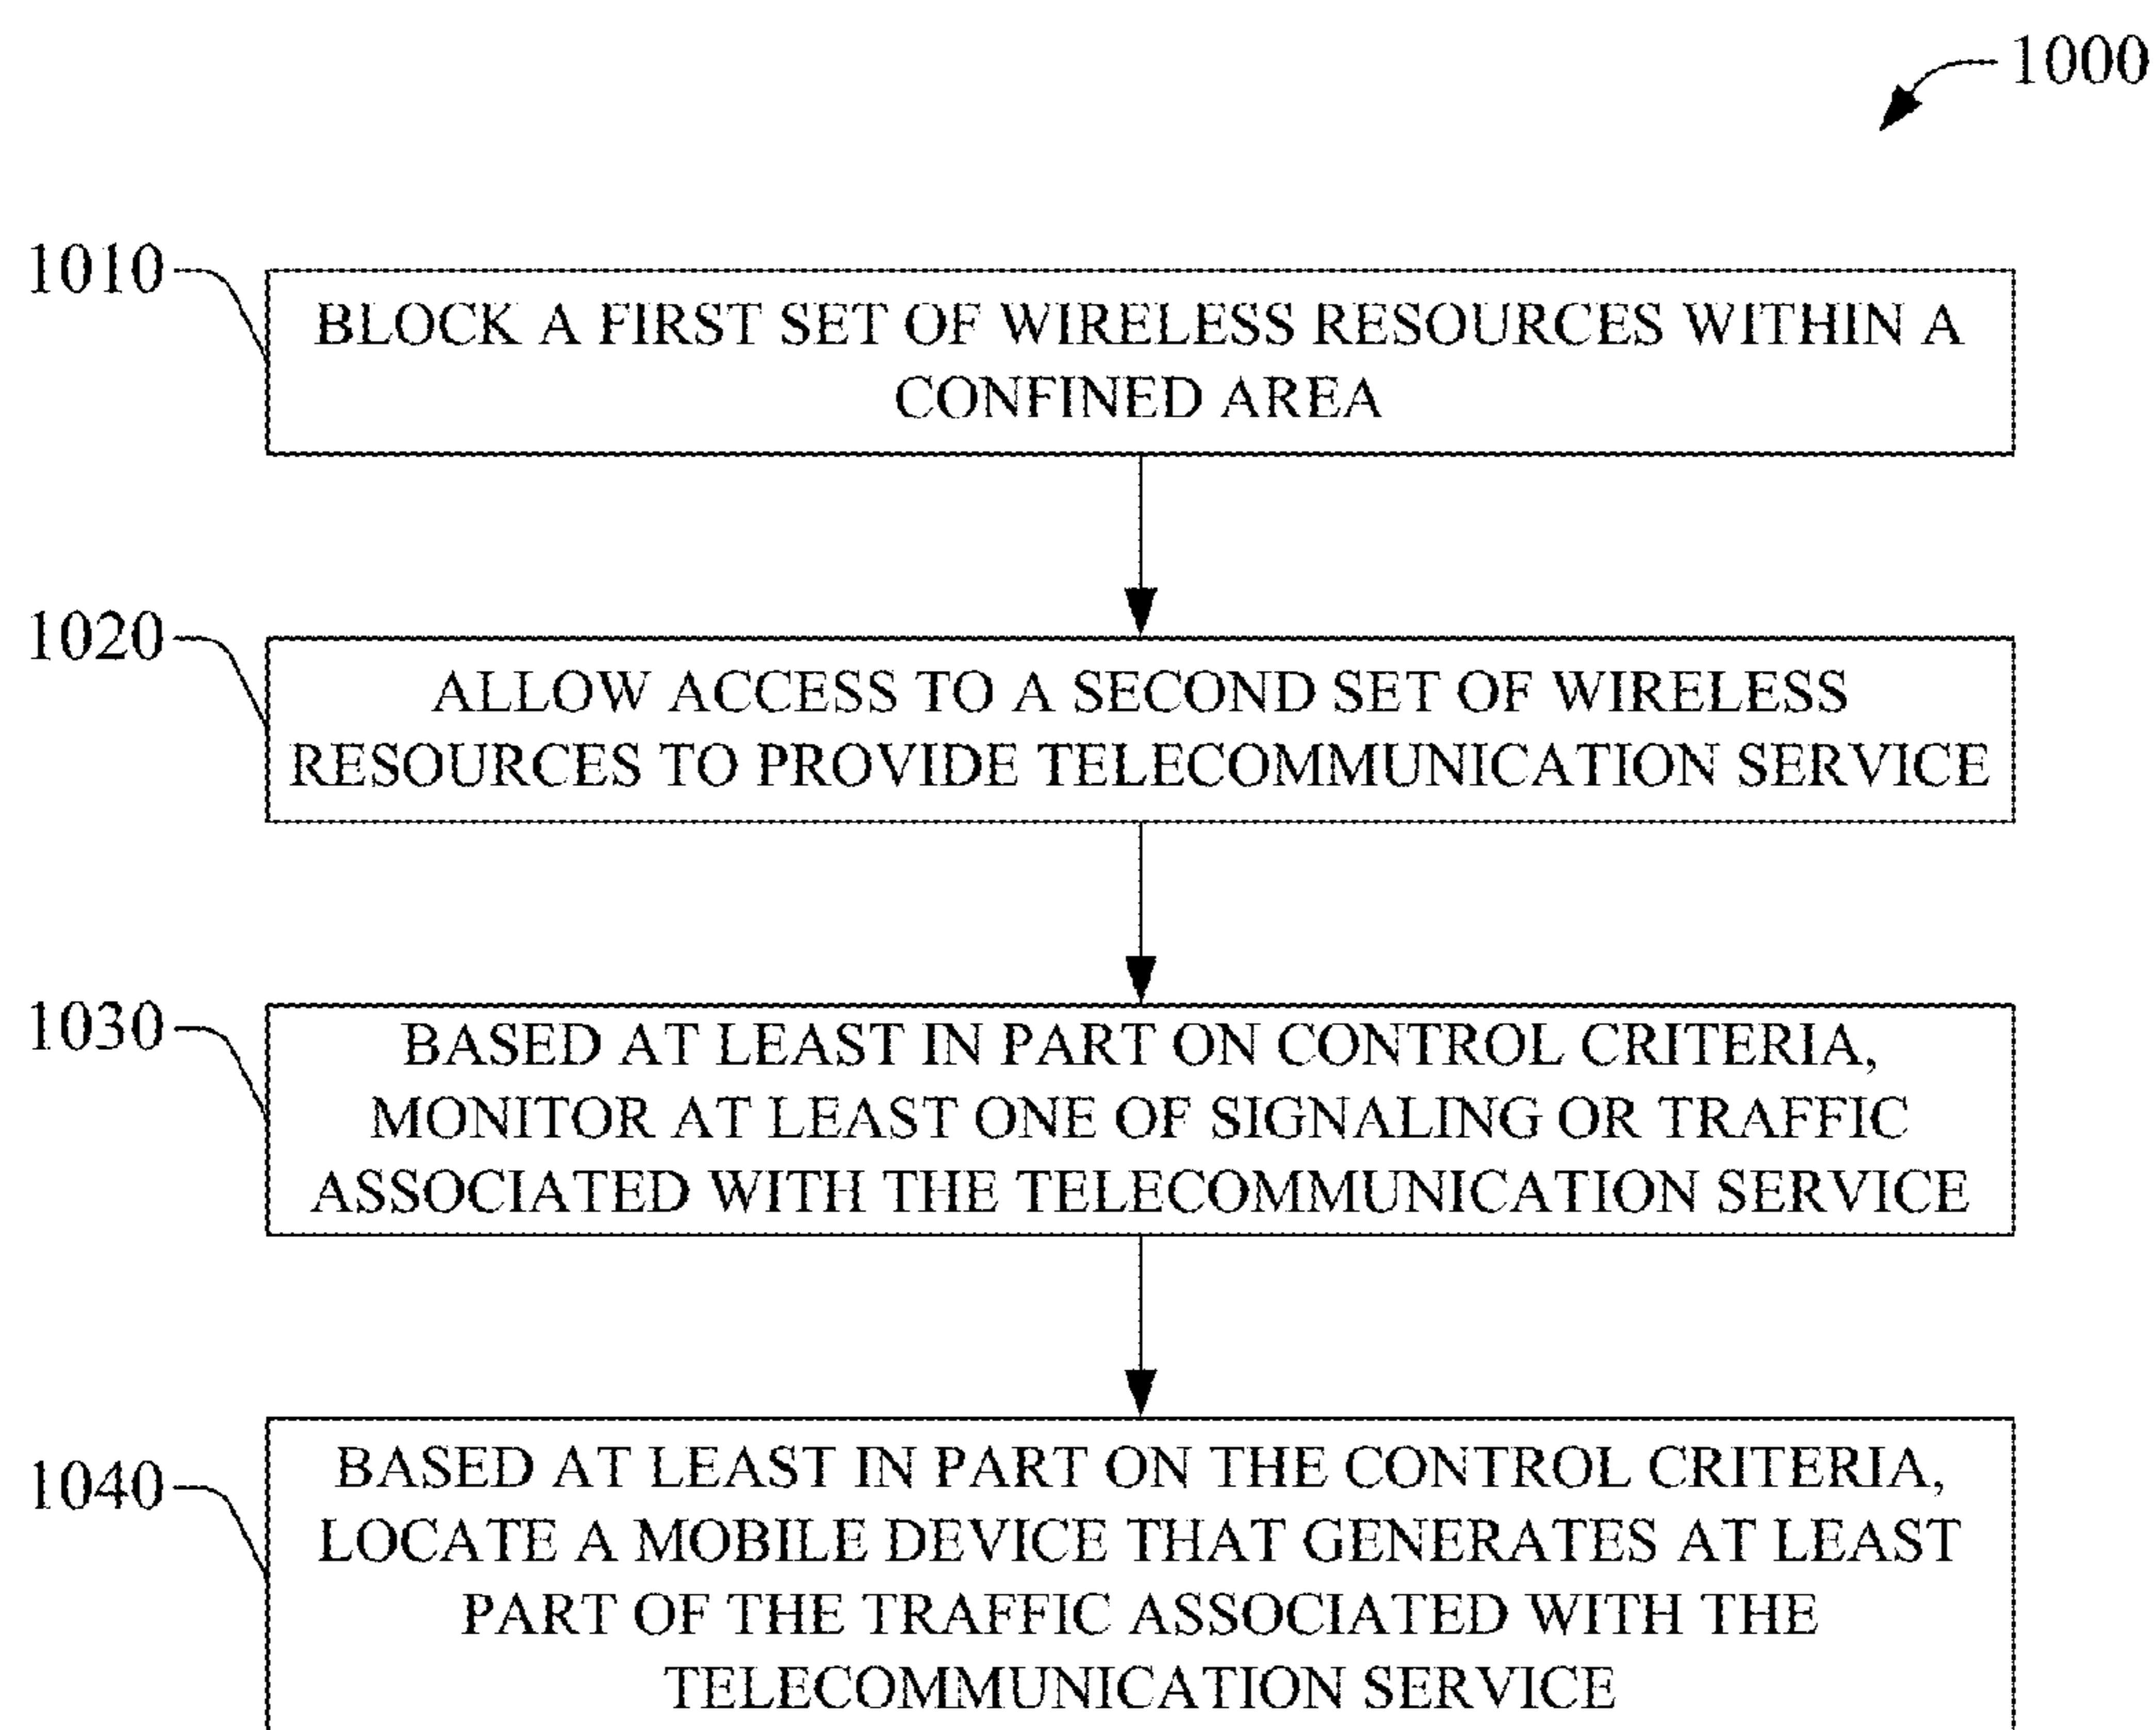 1000
1010
BLOCK A FIRST SET OF WIRELESS RESOURCES WITHIN A
CONFINED AREA
1020
ALLOW ACCESS TO A SECOND SET OF WIRELESS
RESOURCES TO PROVIDE TELECOMMUNICATION SERVICE
1030
BASED AT LEAST IN PART ON CONTROL CRITERIA,
MONITOR AT LEAST ONE OF SIGNALING OR TRAFFIC
ASSOCIATED WITH THE TELECOMMUNICATION SERVICE
1040
BASED AT LEAST IN PART ON THE CONTROL CRITERIA,
LOCATE A MOBILE DEVICE THAT GENERATES AT LEAST
PART OF THE TRAFFIC ASSOCIATED WITH THE
TELECOMMUNICATION SERVICE